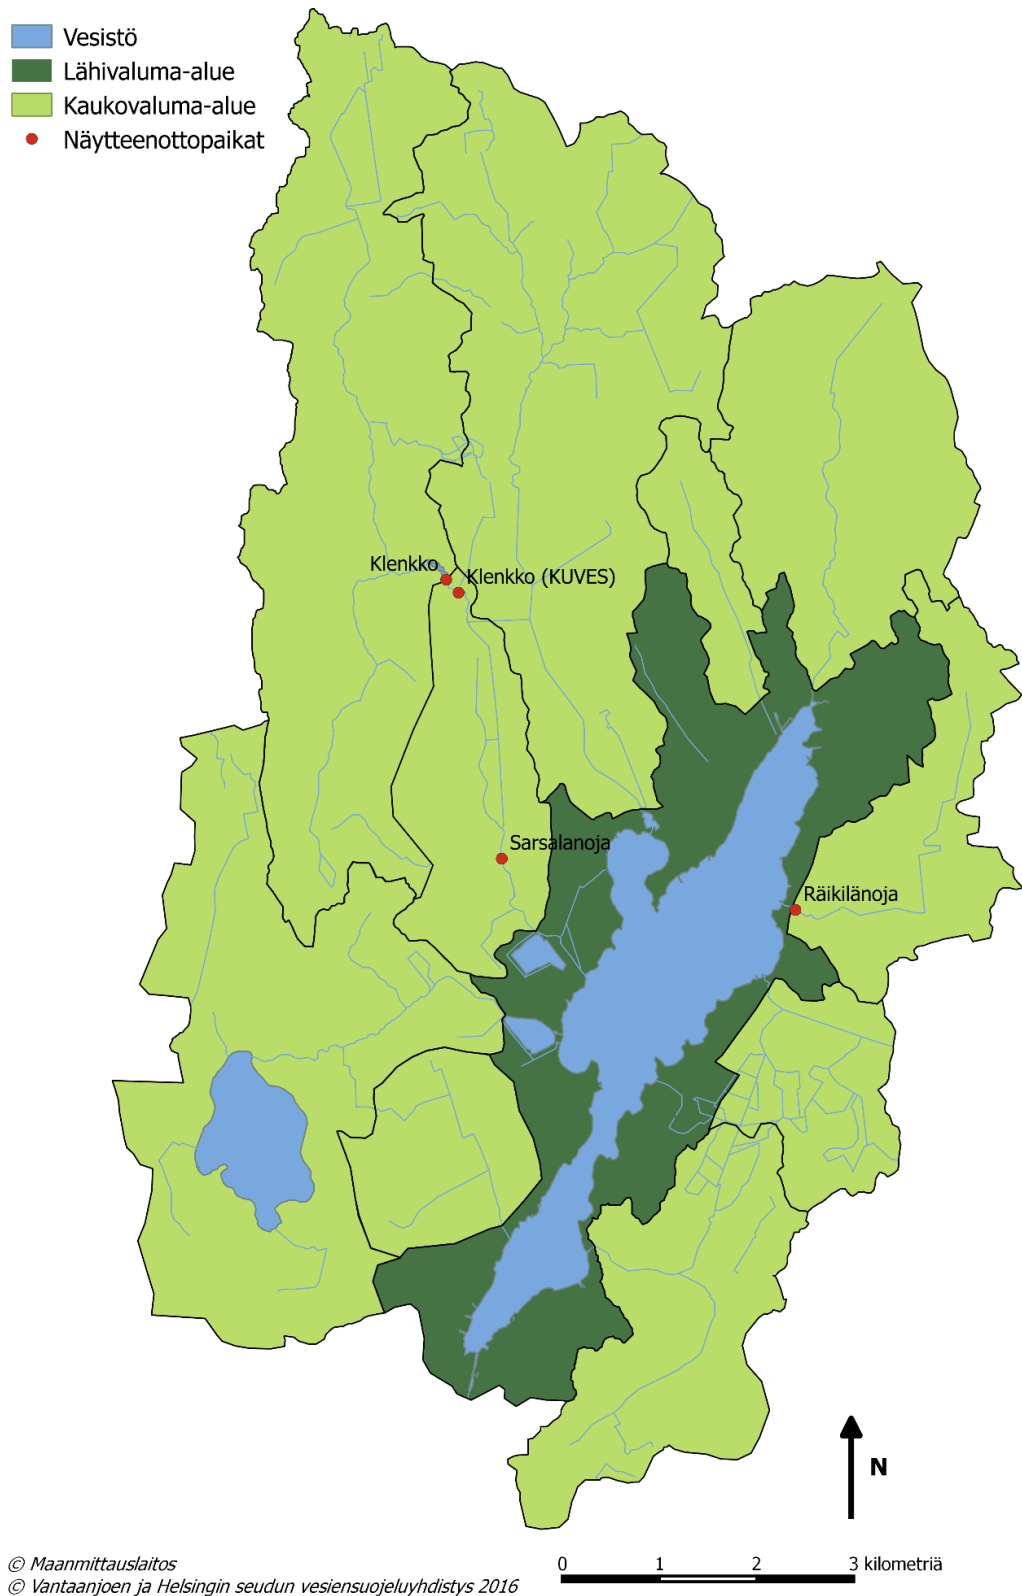 Vesistö
Lähivaluma-alue
Kaukovaluma-alue
Näytteenottopaikat
Klenkko
Klenkko (KUVES)
Sarsalanoja
Räikilänoja
N
0 1 2 3 kilometriä
© Maanmittauslaitos
© Vantaanjoen ja Helsingin seudun vesiensuojeluyhdistys 2016